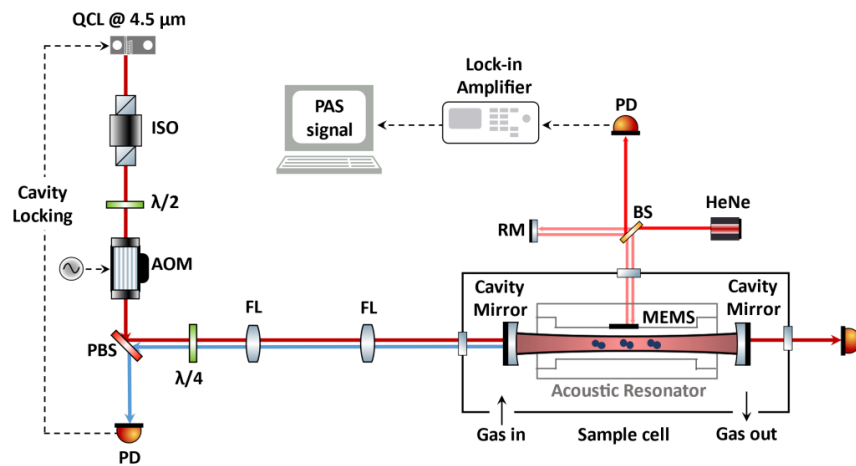 QCL @ 4.5 µm
ISO
λ/2
Cavity
Locking
AOM
PBS
λ/4
FL
FL
PD
PAS
signal
Lock-in
Amplifier
PD
RM
BS
HeNe
Cavity
Mirror
MEMS
Cavity
Mirror
Acoustic Resonator
Gas in
Sample cell
Gas out